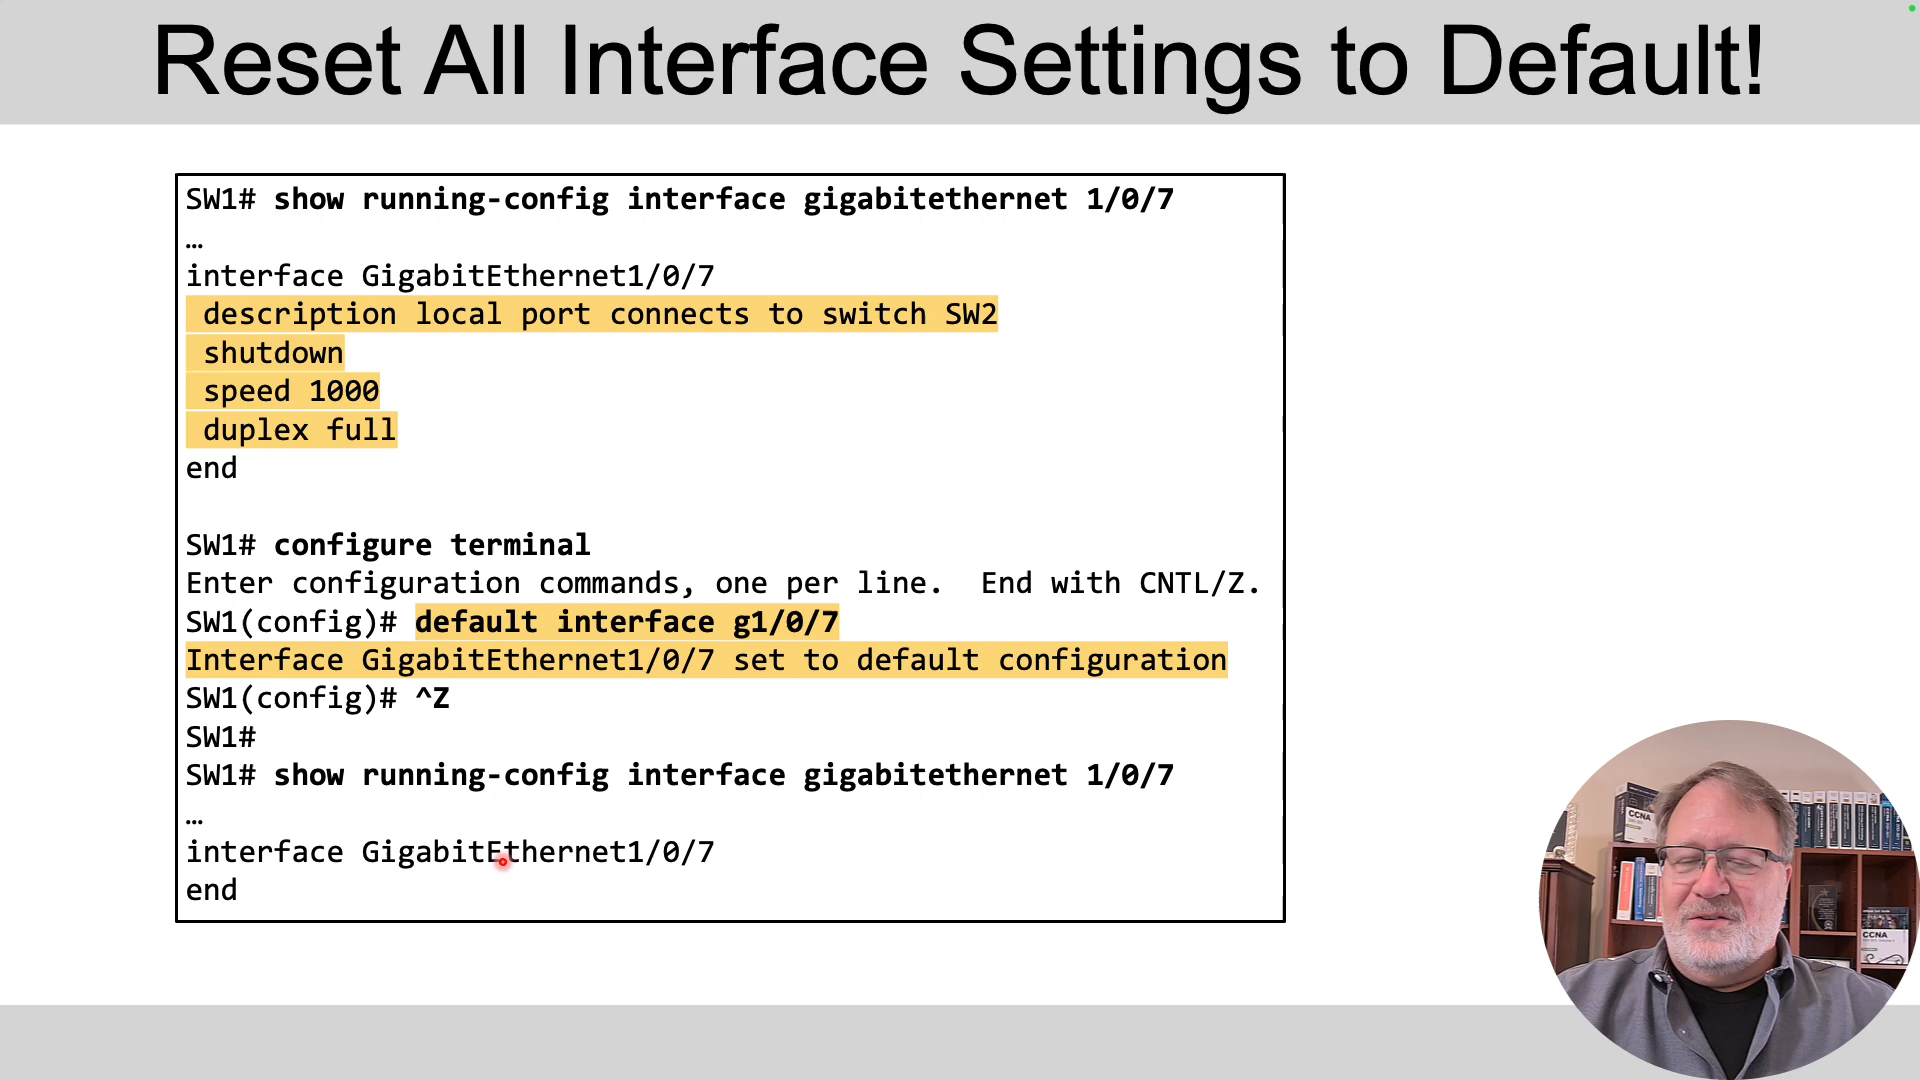 Reset All Interface Settings to Default!
SW1# show running-config interface gigabitethernet 1/0/7
…
interface GigabitEthernet1/0/7
 description local port connects to switch SW2
 shutdown
 speed 1000
 duplex full
end
SW1# configure terminal
Enter configuration commands, one per line.  End with CNTL/Z.
SW1(config)# default interface g1/0/7
Interface GigabitEthernet1/0/7 set to default configuration
SW1(config)# ^Z
SW1#
SW1# show running-config interface gigabitethernet 1/0/7
…
interface GigabitEthernet1/0/7
end
CCNA
CCNA